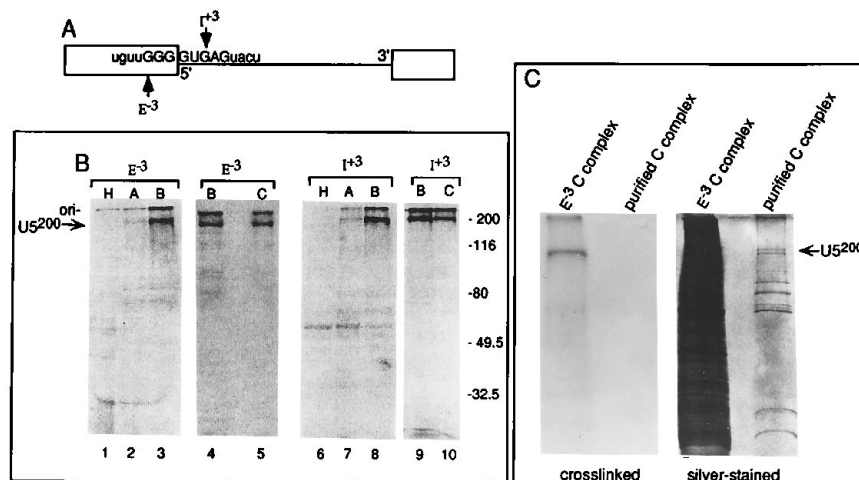 A
I+3
uguuGGG GUGAGuacu
5'
3'
E-3
B
E-3
E-3
I+3
I+3
H A B
B C
H A B
B C
ori-
U5200
- 200
-116
-80
- 49.5
-32.5
1 2 3 4 5 6 7 8 9 10
C
E-3 C complex
purified C complex
E-3 C complex
purified C complex
U5200
crosslinked
silver-stained